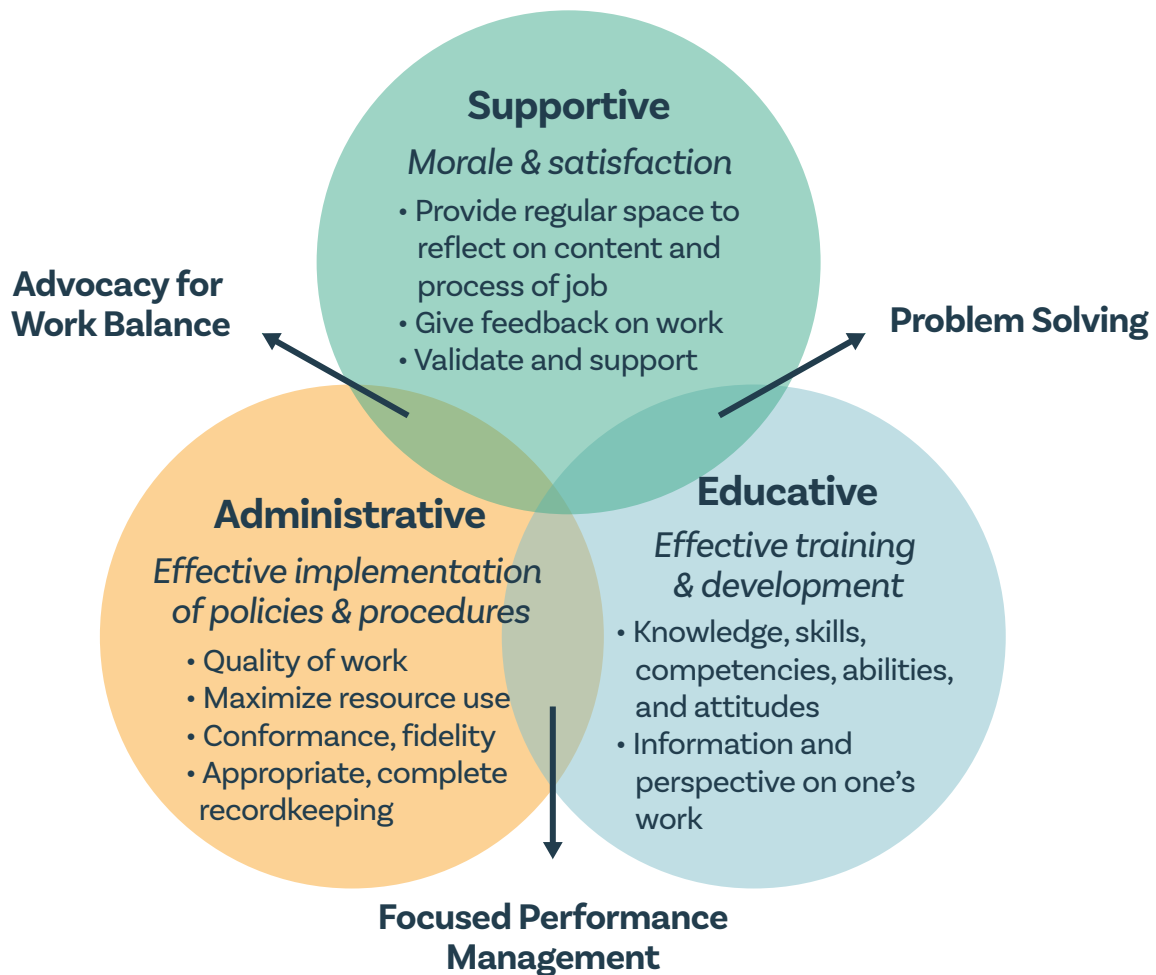 Supportive
Morale & satisfaction
• Provide regular space to
reflect on content and
process of job
• Give feedback on work
• Validate and support
Advocacy for
Work Balance
Problem Solving
Administrative
Effective implementation
of policies & procedures
• Quality of work
• Maximize resource use
• Conformance, fidelity
• Appropriate, complete
recordkeeping
Educative
Effective training
& development
• Knowledge, skills,
competencies, abilities,
and attitudes
• Information and
perspective on one’s
work
Focused Performance
Management